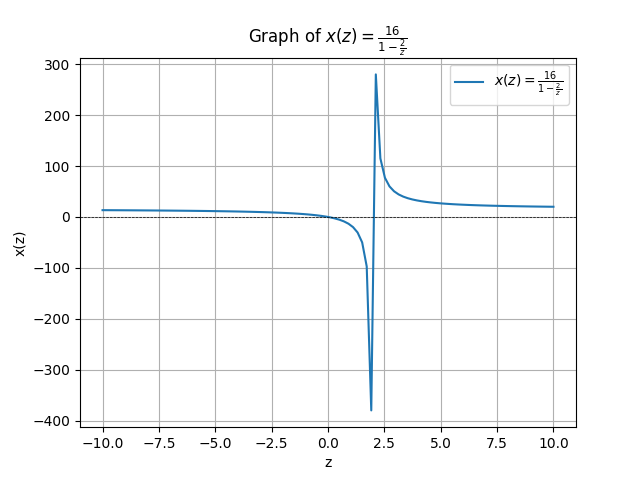 Graph of x(z) = 16/(1 − 2/z)
x(z) = 16/(1 − 2/z)
300
200
100
0
−100
−200
−300
−400
x(z)
−10.0 −7.5 −5.0 −2.5 0.0 2.5 5.0 7.5 10.0
z